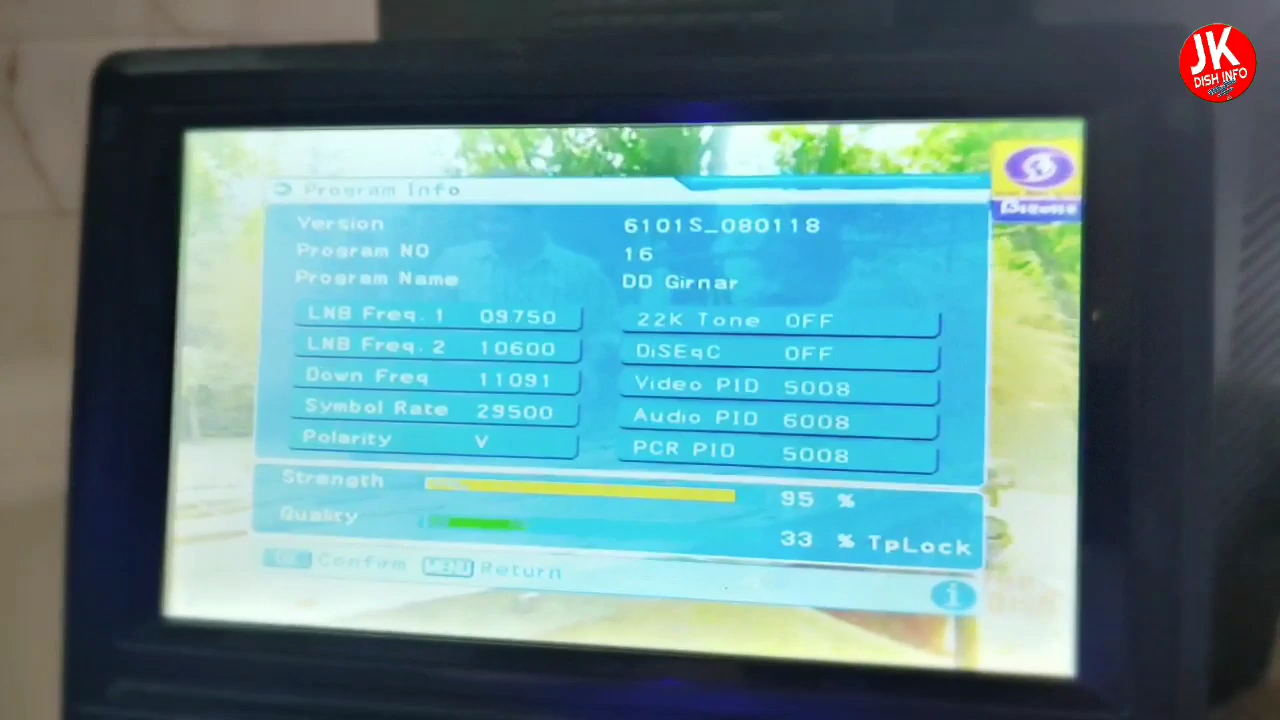 JK
DISH INFO
Program Info
Version 6101S_080118
Program NO 16
Program Name DD Girnar
LNB Freq. 1 09750
22K Tone OFF
LNB Freq. 2 10600
DiSEqC OFF
Down Freq 11091
Video PID 5008
Symbol Rate 29500
Audio PID 6008
Polarity V
PCR PID 5008
Strength 95 %
Quality 33 % TpLock
OK Confirm MENU Return
i